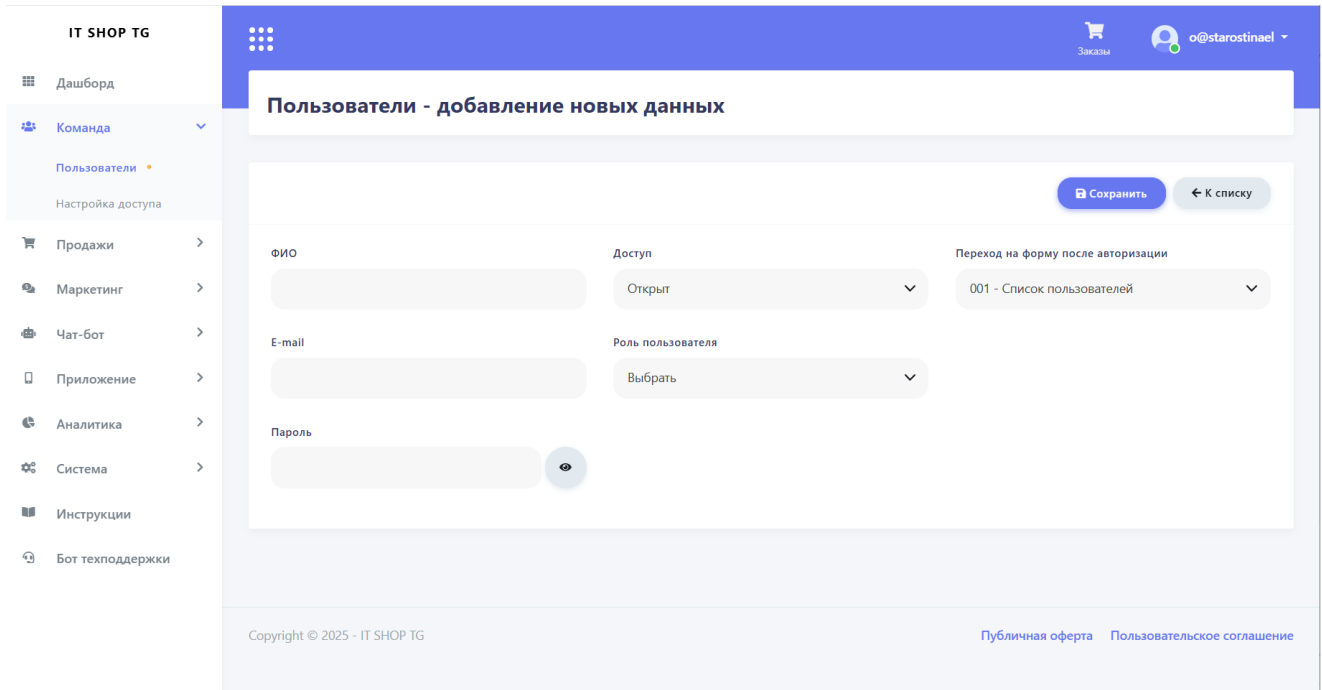 IT SHOP TG
Дашборд
Команда
Пользователи
Настройка доступа
Продажи
Маркетинг
Чат-бот
Приложение
Аналитика
Система
Инструкции
Бот техподдержки
Заказы
o@starostinael
Пользователи - добавление новых данных
Сохранить
К списку
ФИО
Доступ
Переход на форму после авторизации
Открыт
001 - Список пользователей
E-mail
Роль пользователя
Выбрать
Пароль
Copyright © 2025 - IT SHOP TG
Публичная оферта
Пользовательское соглашение